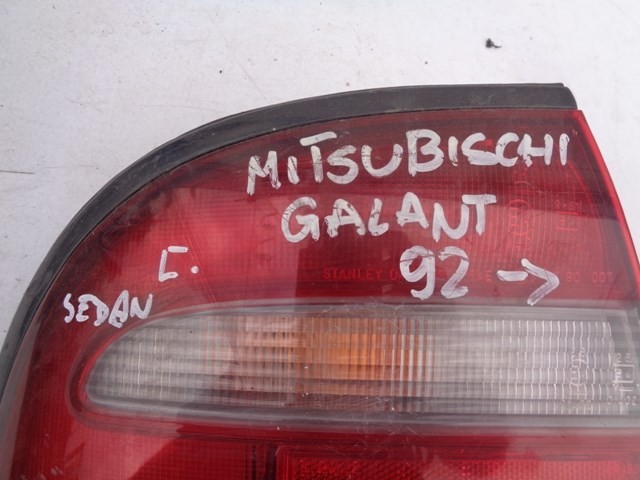 MITSUBISCHI
GALANT
92 →
C.
SEDAN
STANLEY